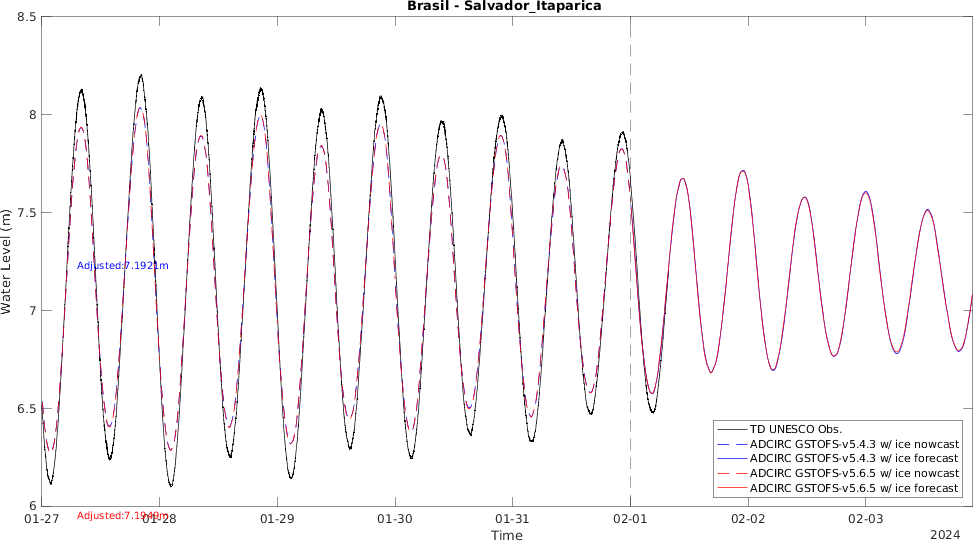 Brasil - Salvador_Itaparica
8.5
8
7.5
7
6.5
6
Water Level (m)
Adjusted:7.1921m
Adjusted:7.1949m
TD UNESCO Obs.
ADCIRC GSTOFS-v5.4.3 w/ ice nowcast
ADCIRC GSTOFS-v5.4.3 w/ ice forecast
ADCIRC GSTOFS-v5.6.5 w/ ice nowcast
ADCIRC GSTOFS-v5.6.5 w/ ice forecast
01-27 01-28 01-29 01-30 01-31 02-01 02-02 02-03
Time
2024